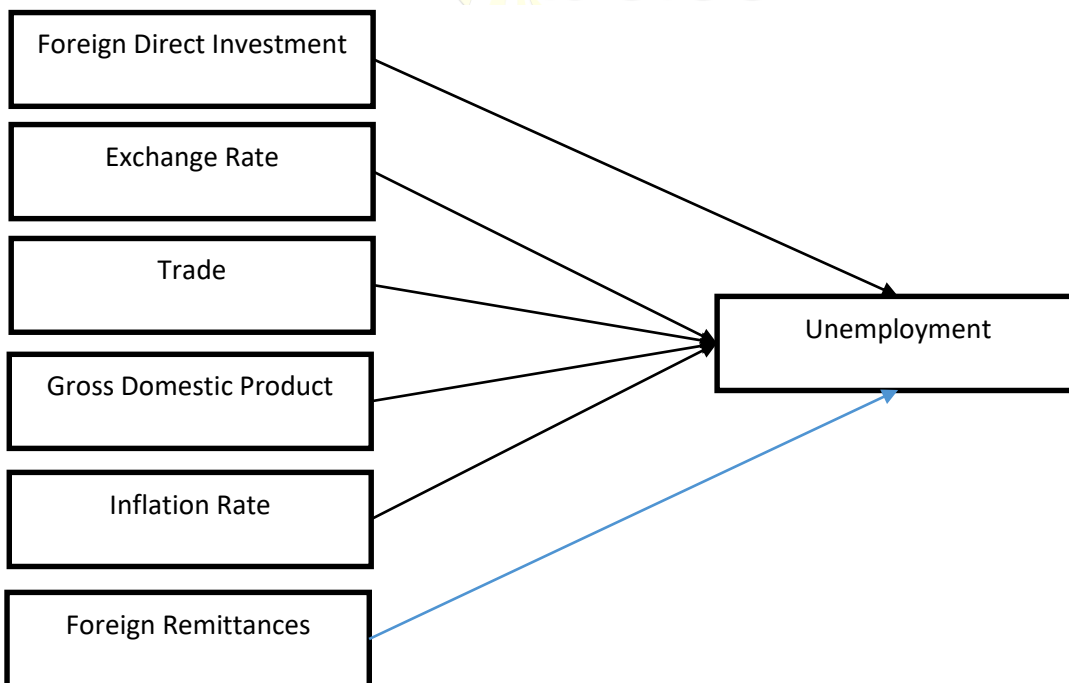 Foreign Direct Investment
Exchange Rate
Trade
Unemployment
Gross Domestic Product
Inflation Rate
Foreign Remittances